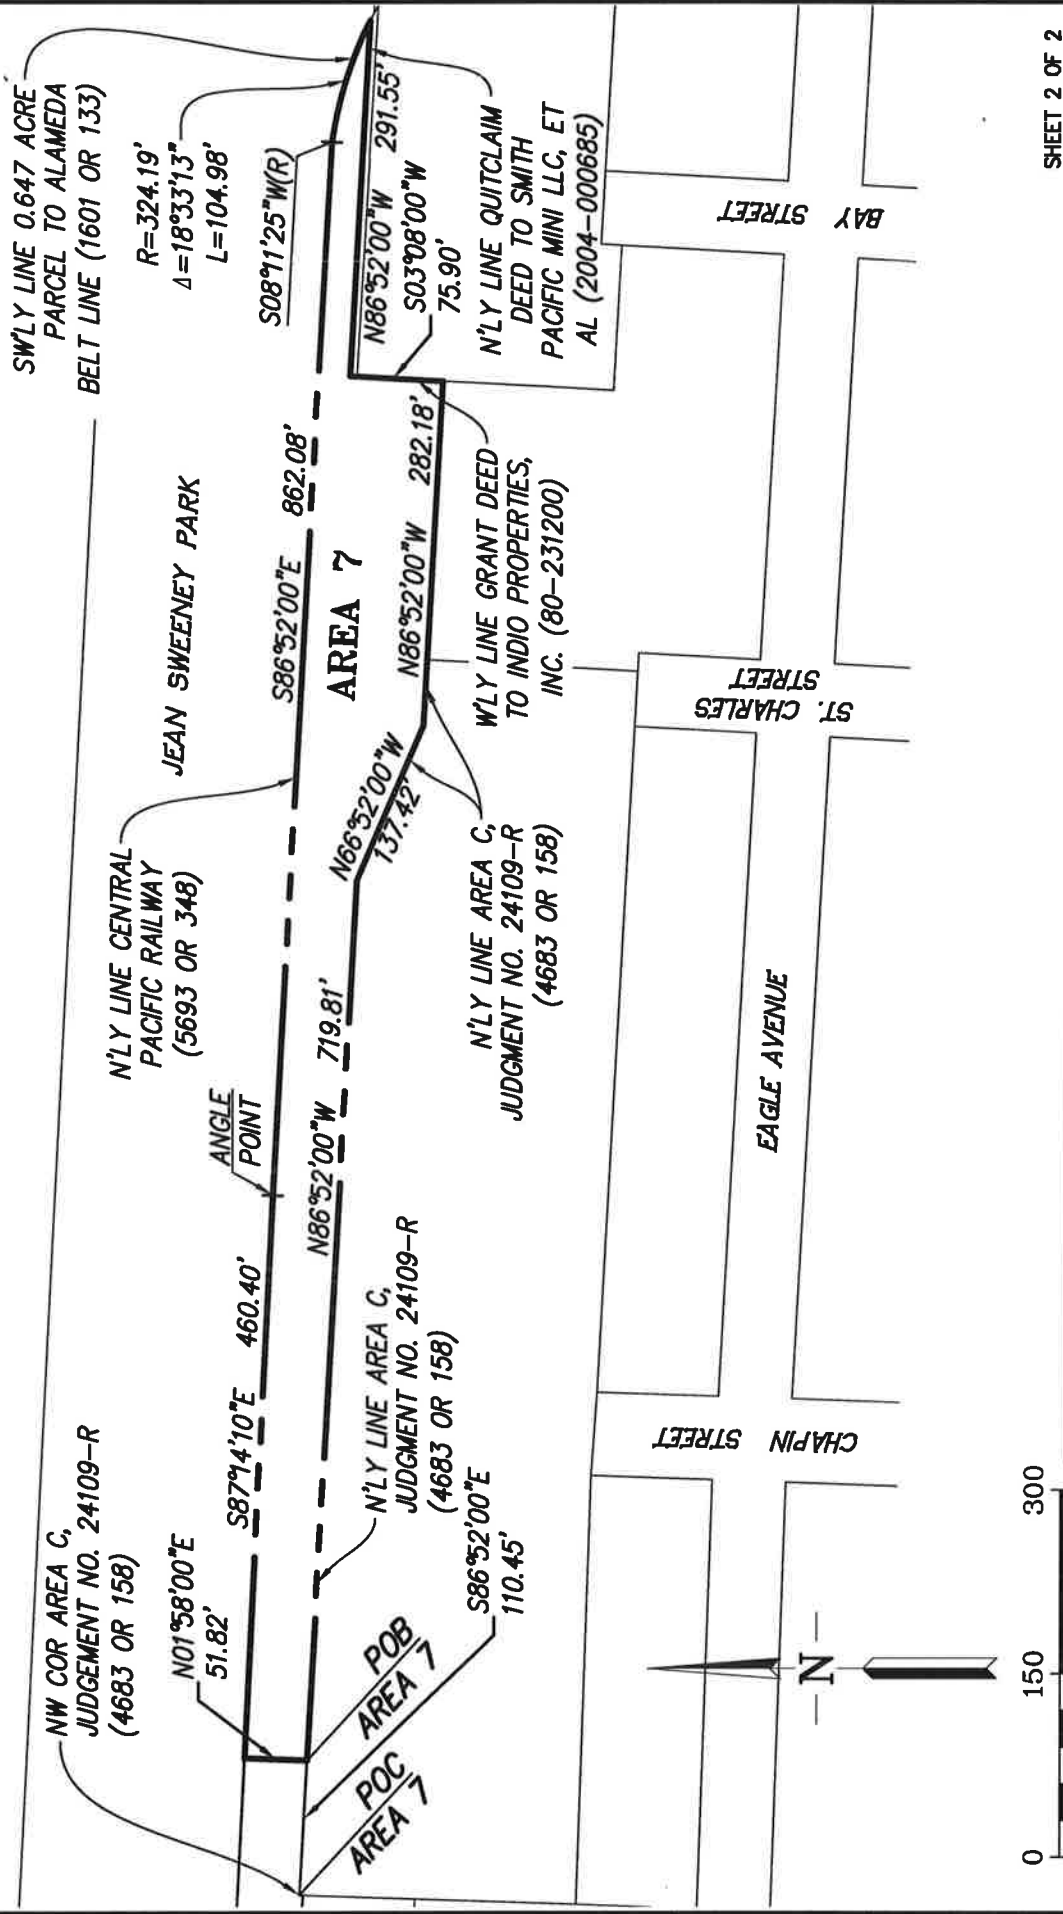 NW COR AREA C,
JUDGEMENT NO. 24109-R
(4683 OR 158)
N01°58'00"E
51.82'
S87°14'10"E 460.40'
ANGLE
POINT
N'LY LINE CENTRAL
PACIFIC RAILWAY
(5693 OR 348)
JEAN SWEENEY PARK
S86°52'00"E 862.08'
SW'LY LINE 0.647 ACRE
PARCEL TO ALAMEDA
BELT LINE (1601 OR 133)
R=324.19'
Δ=18°33'13"
L=104.98'
S08°11'25"W(R)
N86°52'00"W 291.55'
S03°08'00"W
75.90'
N'LY LINE QUITCLAIM
DEED TO SMITH
PACIFIC MINI LLC, ET
AL (2004-000685)
AREA 7
N86°52'00"W 282.18'
W'LY LINE GRANT DEED
TO INDIO PROPERTIES,
INC. (80-231200)
N66°52'00"W
137.42'
N'LY LINE AREA C,
JUDGMENT NO. 24109-R
(4683 OR 158)
N86°52'00"W 719.81'
N'LY LINE AREA C,
JUDGMENT NO. 24109-R
(4683 OR 158)
S86°52'00"E
110.45'
POB
AREA 7
POC
AREA 7
CHAPIN STREET
EAGLE AVENUE
ST. CHARLES
STREET
BAY STREET
N
0 150 300
SHEET 2 OF 2